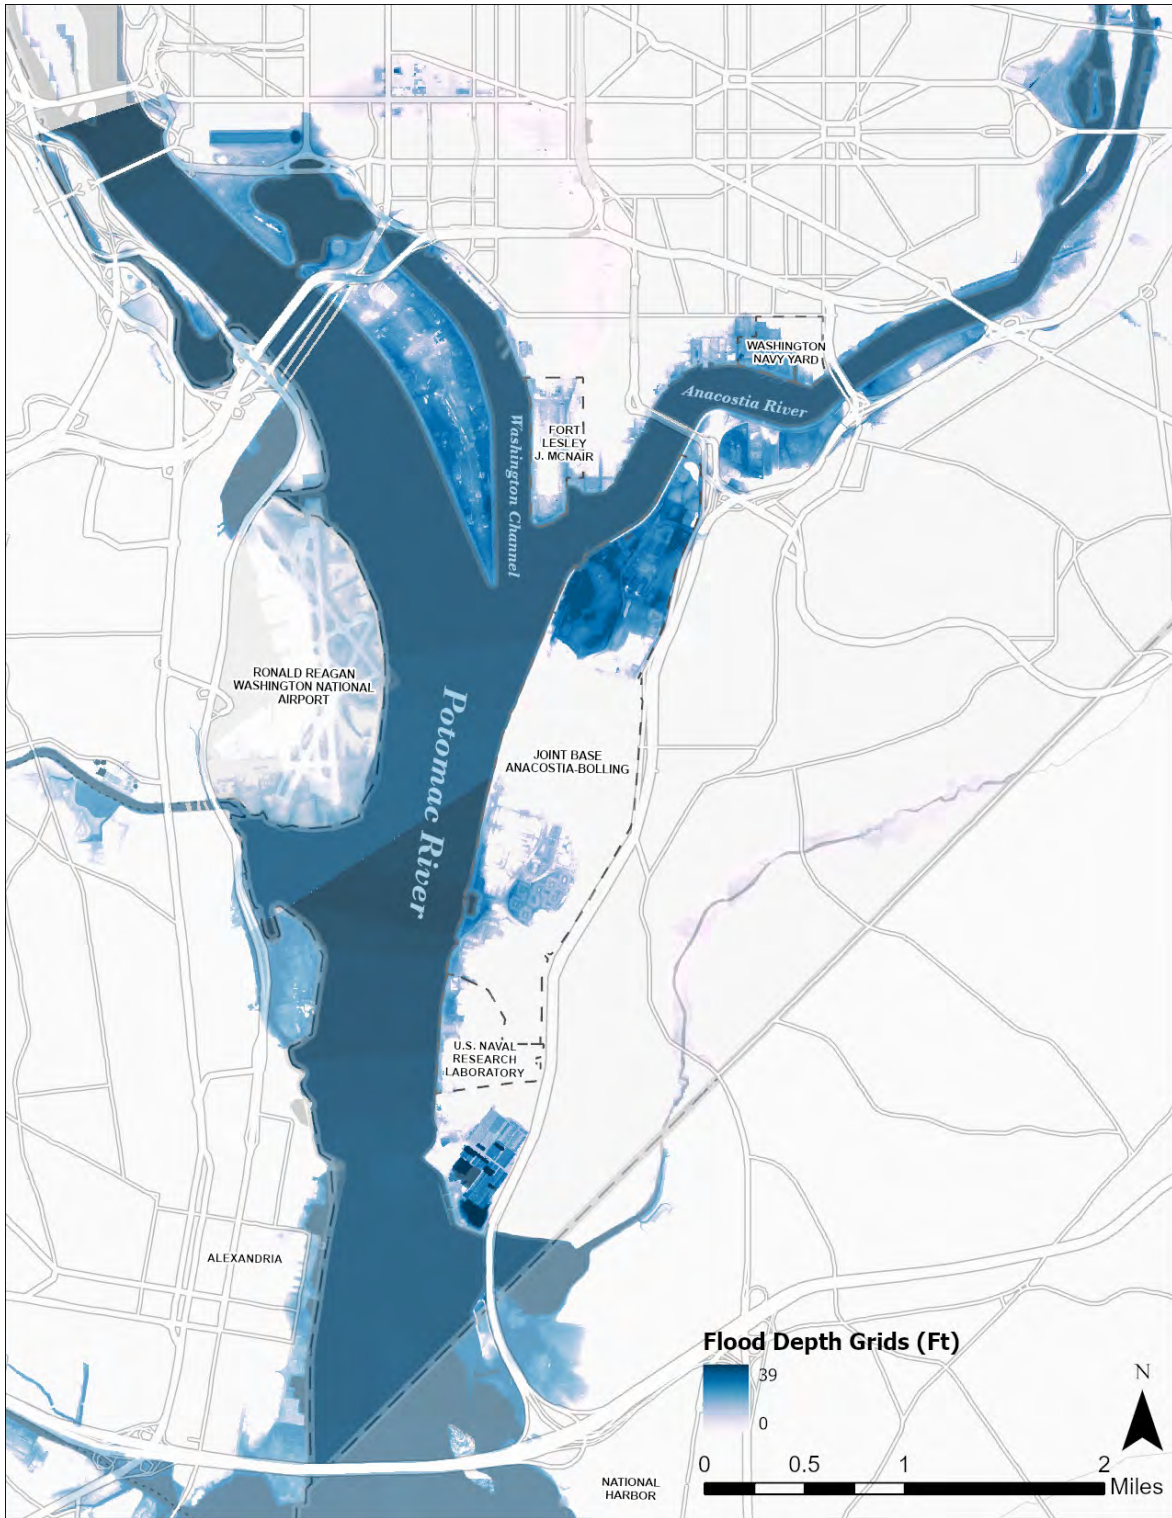 WASHINGTON
NAVY YARD
Anacostia River
FORT
LESLEY
J. MCNAIR
Washington Channel
RONALD REAGAN
WASHINGTON NATIONAL
AIRPORT
Potomac River
JOINT BASE
ANACOSTIA-BOLLING
U.S. NAVAL
RESEARCH
LABORATORY
ALEXANDRIA
Flood Depth Grids (Ft)
39
0
N
0 0.5 1 2
Miles
NATIONAL
HARBOR